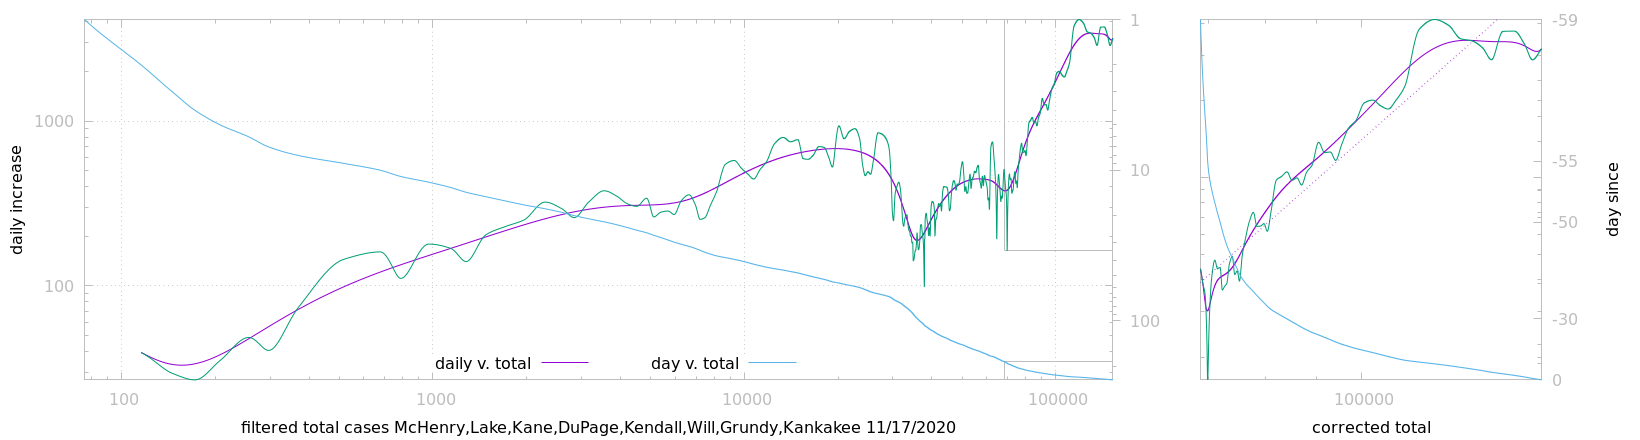 daily increase
1000
100
daily v. total
day v. total
100
1000
10000
100000
filtered total cases McHenry,Lake,Kane,DuPage,Kendall,Will,Grundy,Kankakee 11/17/2020
1
10
100
100000
corrected total
-59
-55
-50
-30
0
day since